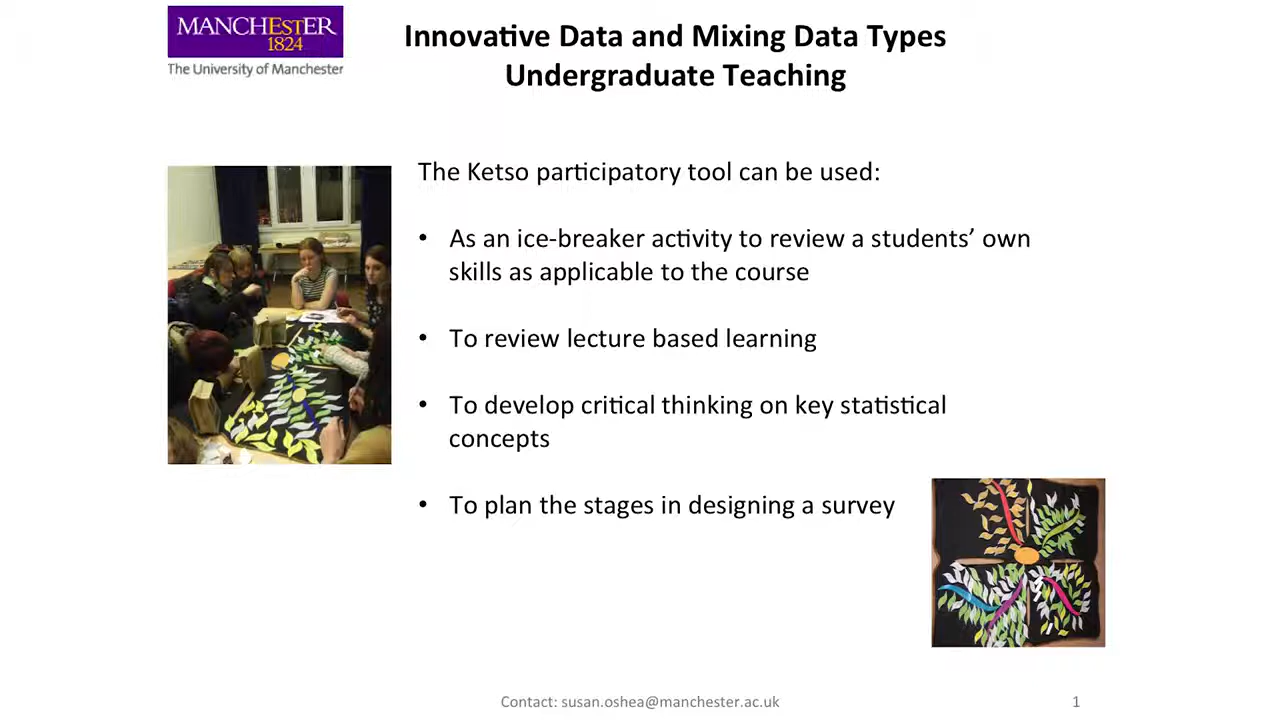 MANCHESTER
1824
The University of Manchester
Innovative Data and Mixing Data Types
Undergraduate Teaching
The Ketso participatory tool can be used:
• As an ice-breaker activity to review a students’ own
skills as applicable to the course
• To review lecture based learning
• To develop critical thinking on key statistical
concepts
• To plan the stages in designing a survey
Contact: susan.oshea@manchester.ac.uk
1